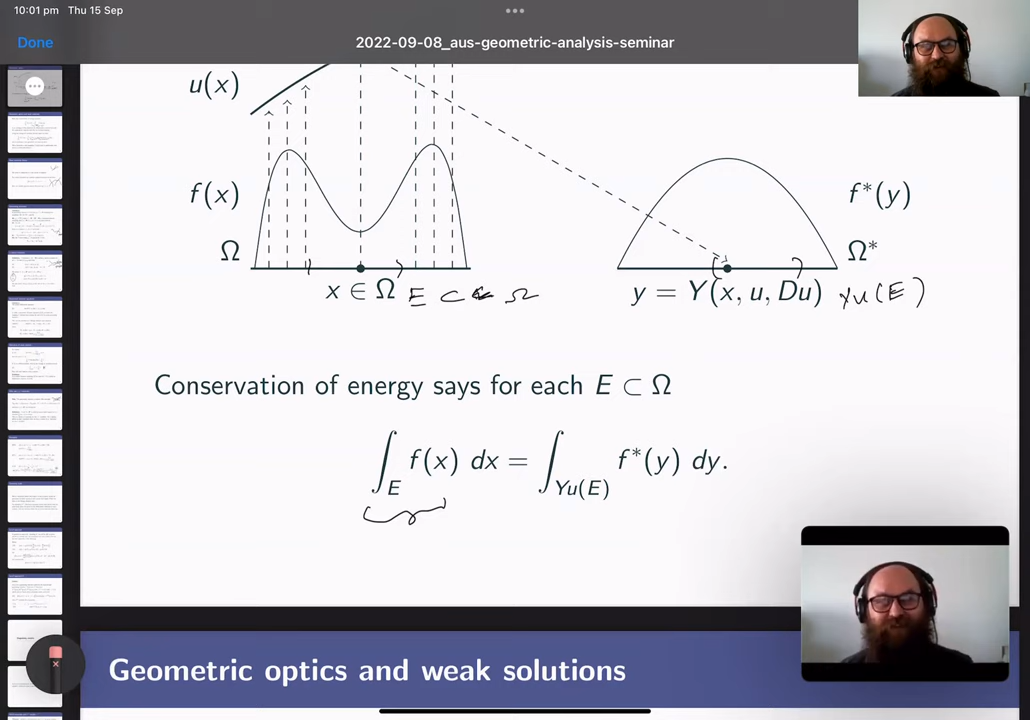 10:01 pm Thu 15 Sep
Done
2022-09-08_aus-geometric-analysis-seminar
u(x)
f(x)
f*(y)
Ω
Ω*
x ∈ Ω E ⊂ Ω
y = Y(x, u, Du) Yu(E)
Conservation of energy says for each E ⊂ Ω
∫_E f(x) dx = ∫_{Yu(E)} f*(y) dy.
Geometric optics and weak solutions